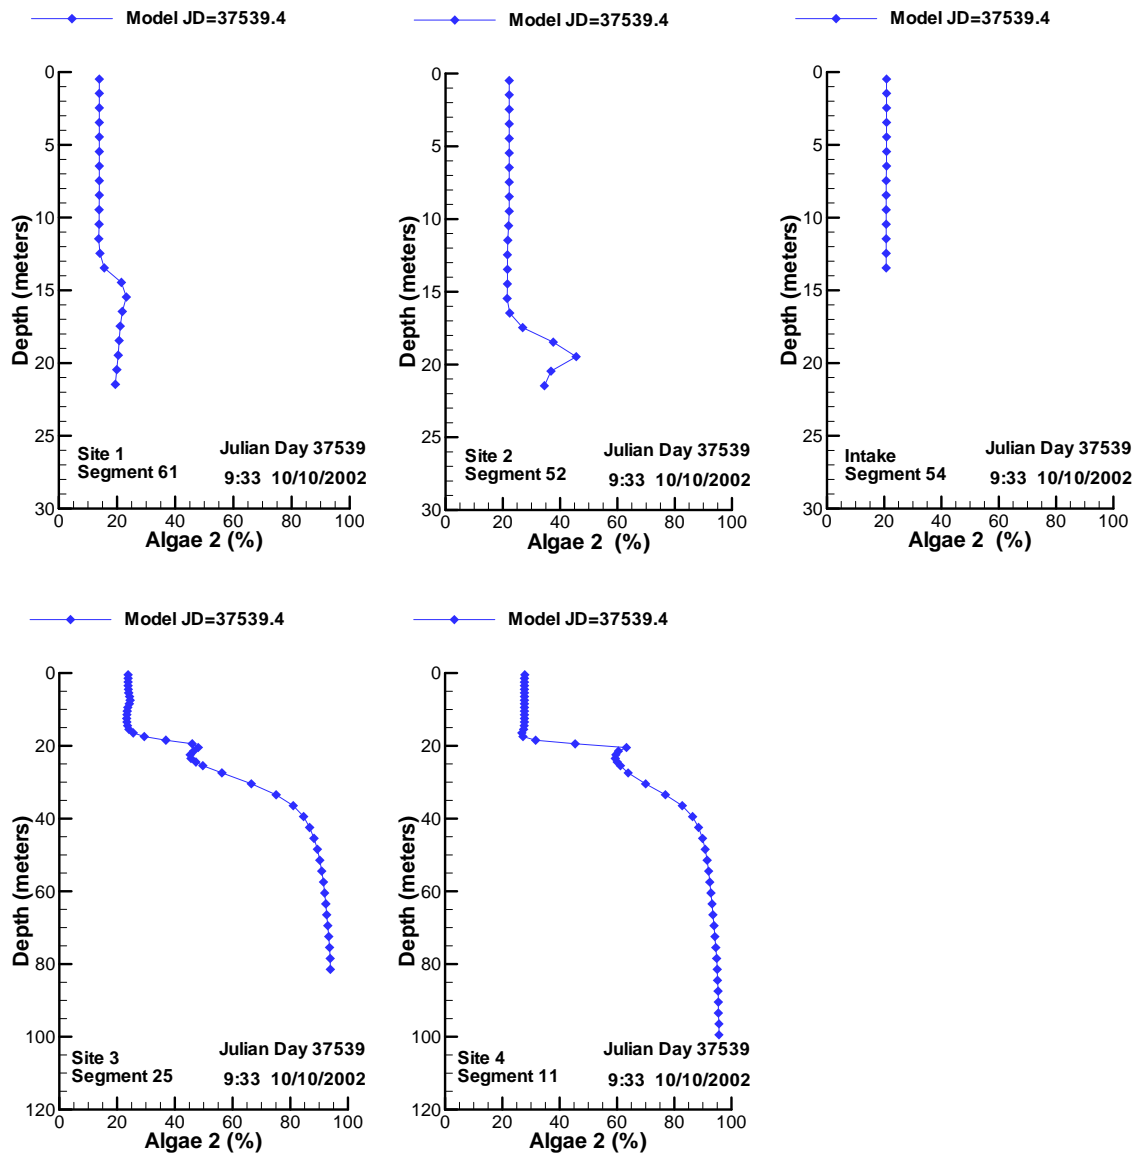 Model JD=37539.4
Model JD=37539.4
Model JD=37539.4
0
5
10
15
20
25
30
0 20 40 60 80 100
Depth (meters)
Algae 2 (%)
Site 1
Segment 61
Julian Day 37539
9:33 10/10/2002
0
5
10
15
20
25
30
0 20 40 60 80 100
Depth (meters)
Algae 2 (%)
Site 2
Segment 52
Julian Day 37539
9:33 10/10/2002
0
5
10
15
20
25
30
0 20 40 60 80 100
Depth (meters)
Algae 2 (%)
Intake
Segment 54
Julian Day 37539
9:33 10/10/2002
Model JD=37539.4
Model JD=37539.4
0
20
40
60
80
100
120
0 20 40 60 80 100
Depth (meters)
Algae 2 (%)
Site 3
Segment 25
Julian Day 37539
9:33 10/10/2002
0
20
40
60
80
100
120
0 20 40 60 80 100
Depth (meters)
Algae 2 (%)
Site 4
Segment 11
Julian Day 37539
9:33 10/10/2002